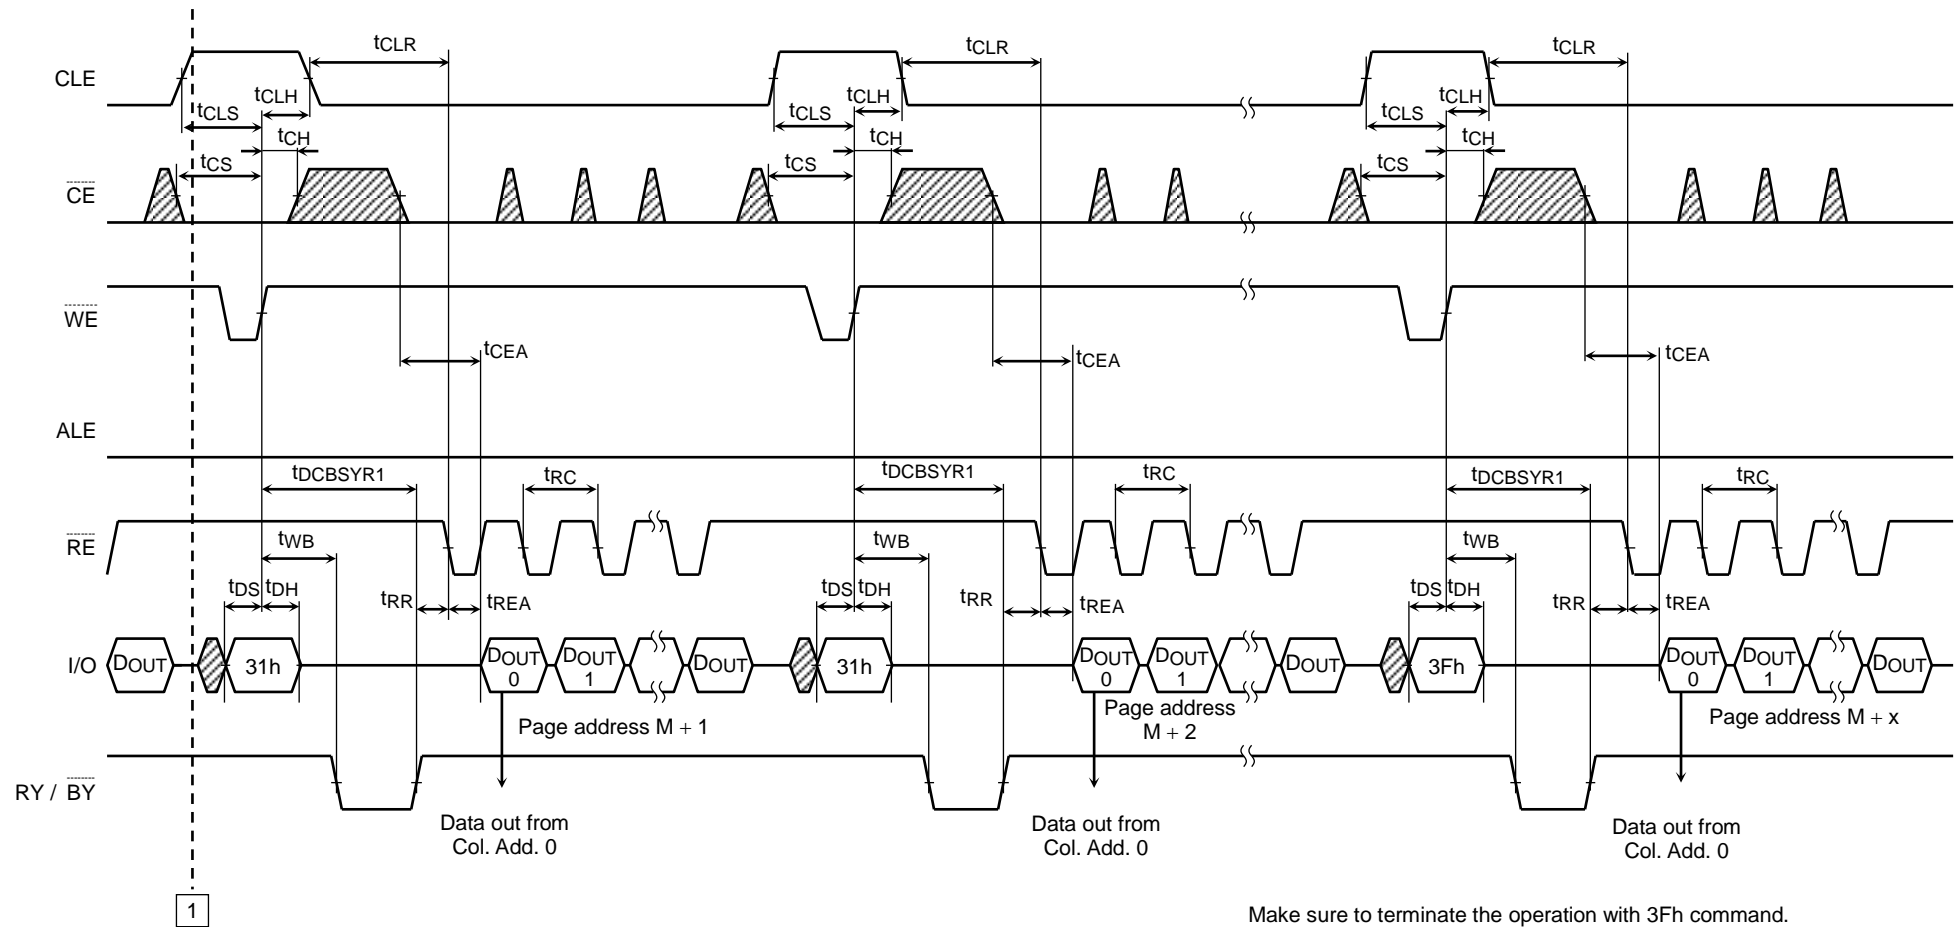 tCLR tCLR tCLR
CLE
tCLH tCLH tCLH
tCLS tCLS tCLS
tCH tCH tCH
tCS tCS tCS
CE
WE
tCEA tCEA tCEA
ALE
tDCBSYR1 tRC tDCBSYR1 tRC tDCBSYR1 tRC
RE
tWB tWB tWB
tDS tDH tDS tDH tDS tDH
tRR tREA tRR tREA tRR tREA
I/O DOUT 31h DOUT 0 DOUT 1 DOUT 31h DOUT 0 DOUT 1 DOUT 3Fh DOUT 0 DOUT 1 DOUT
Page address M + 1
Page address
M + 2
Page address M + x
RY / BY
Data out from
Col. Add. 0
Data out from
Col. Add. 0
Data out from
Col. Add. 0
1
Make sure to terminate the operation with 3Fh command.